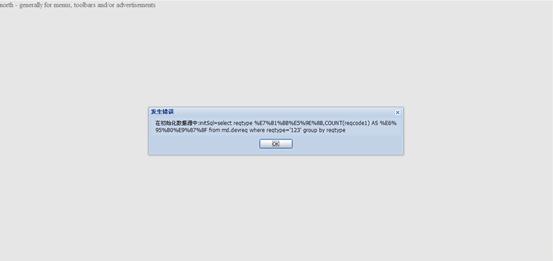 north - generally for menus, toolbars and/or advertisements
发生错误
在初始化数据源中:initSql=select reqtype %E7%B1%BB%E5%9E%8B,COUNT(reqcode1) AS %E6%
95%B0%E9%87%8F from md.devreq where reqtype='123' group by reqtype
OK